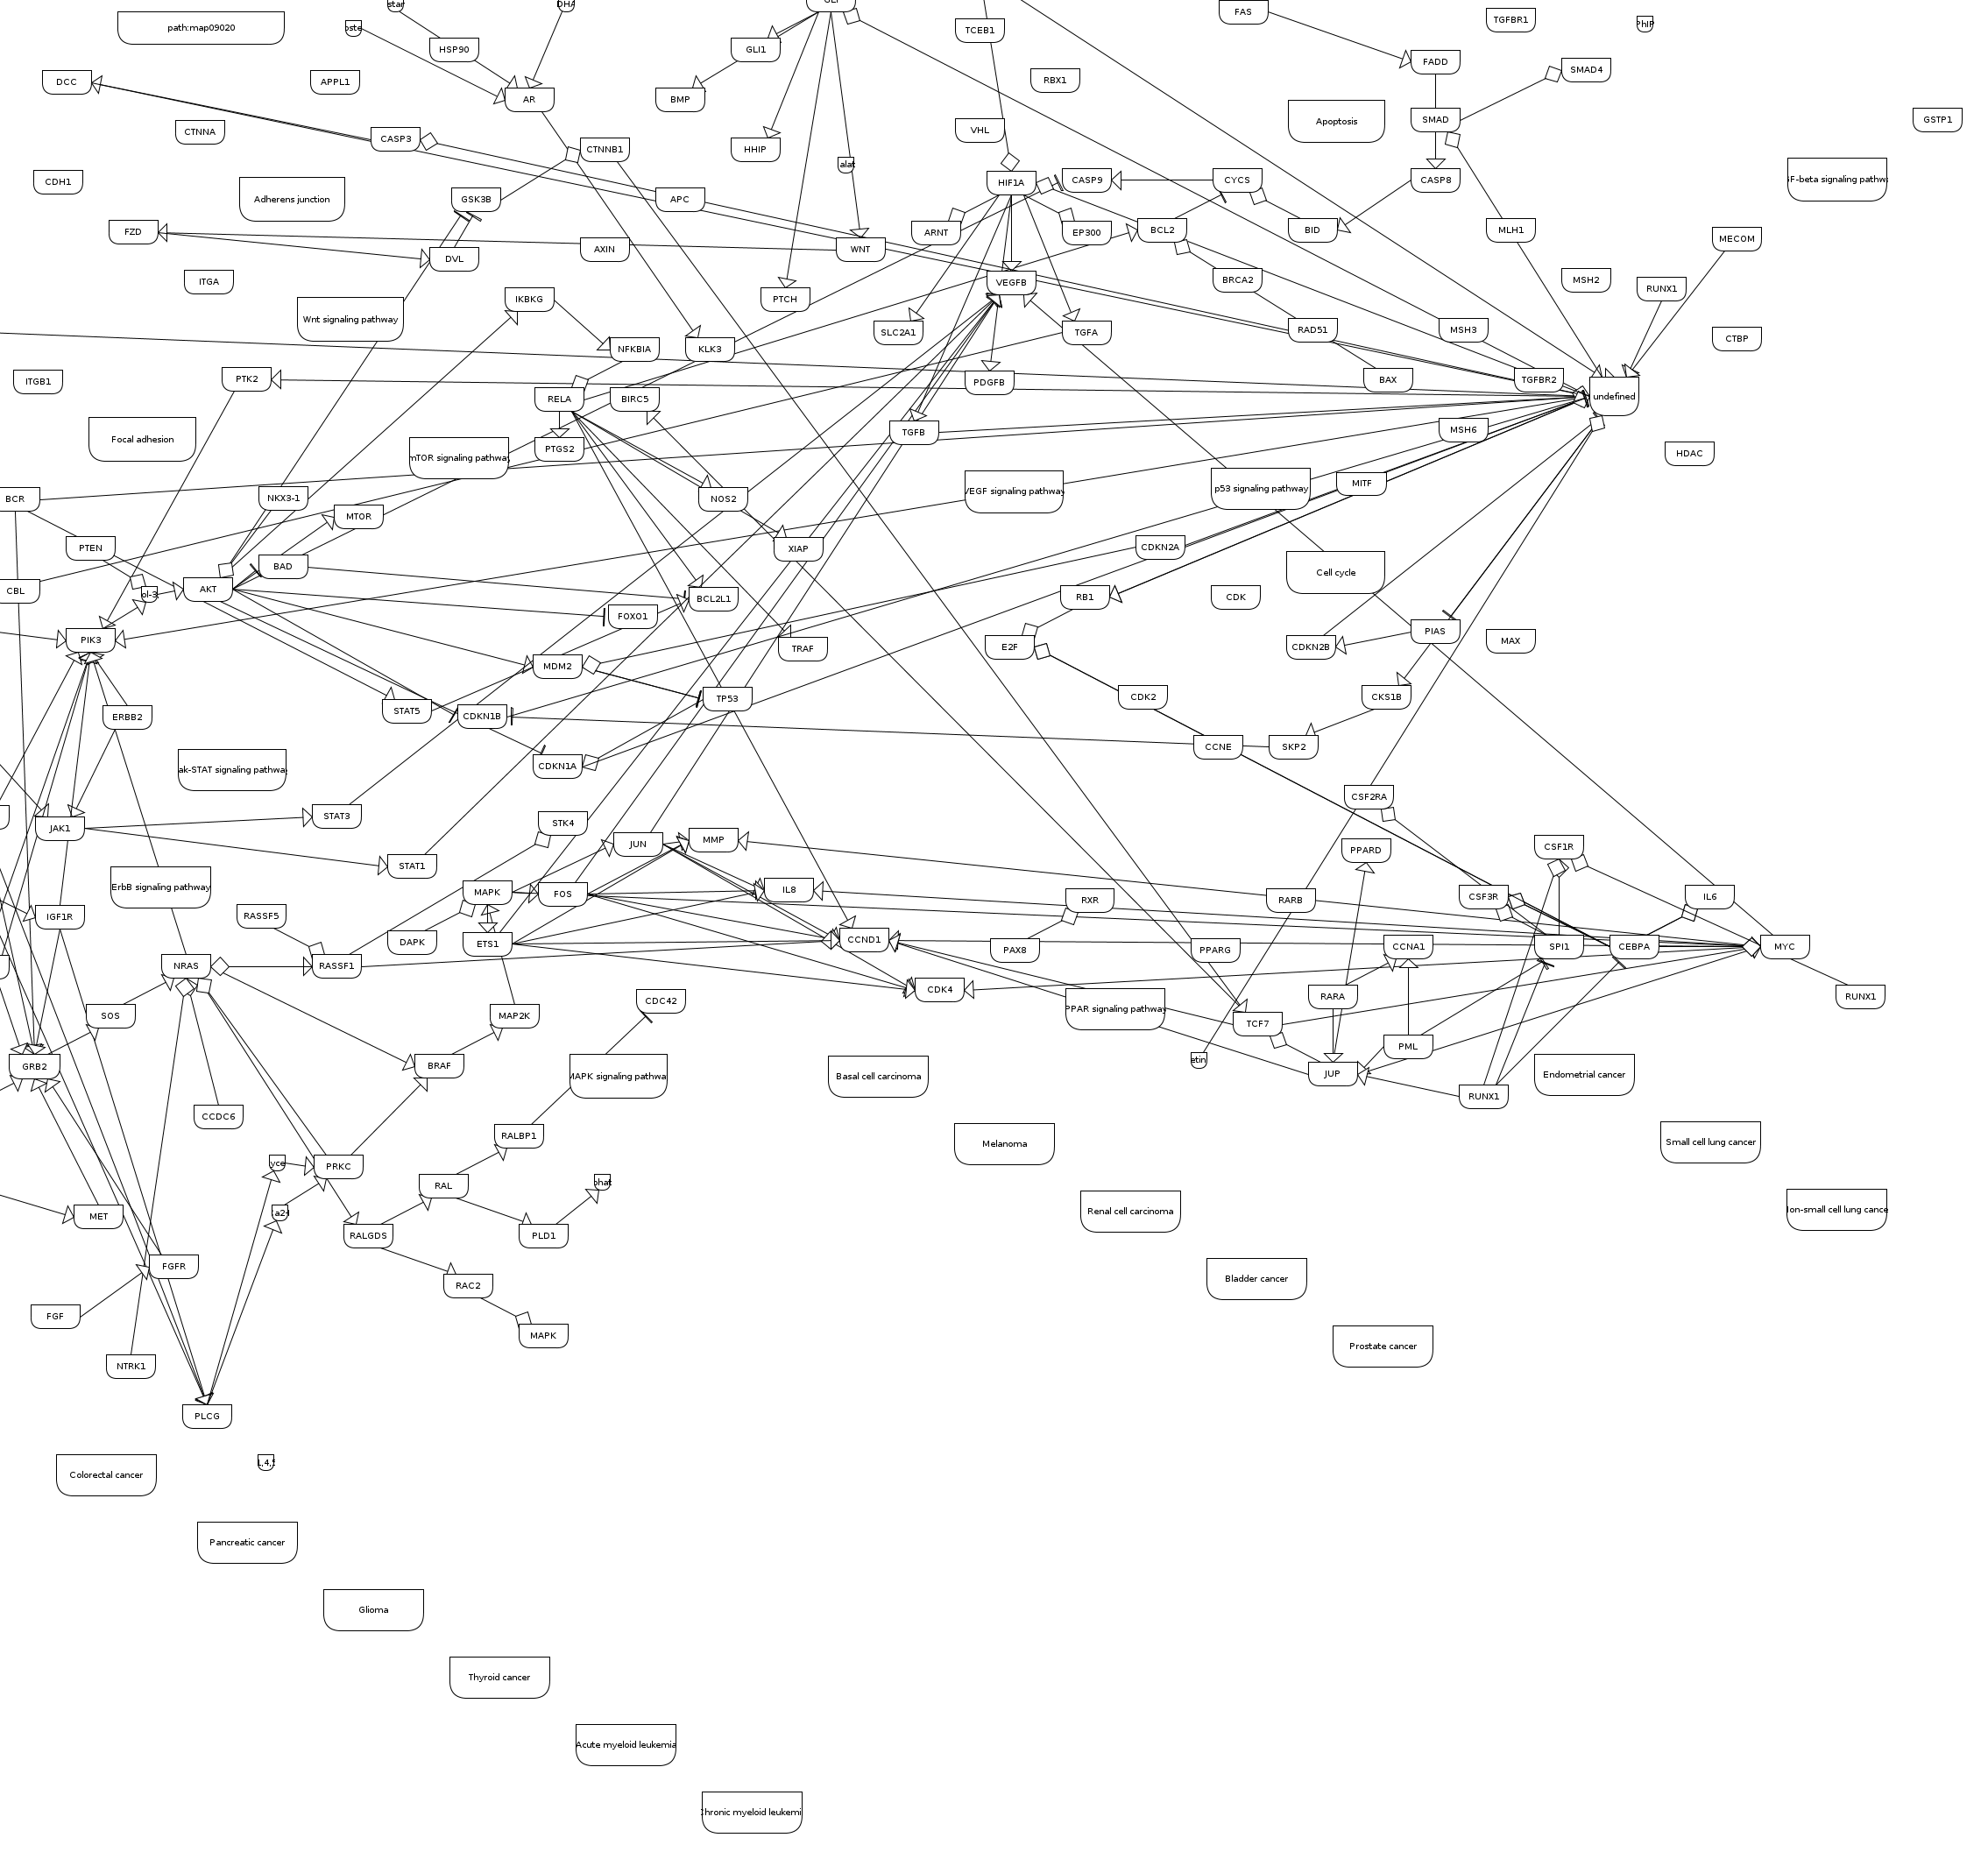 GLI
star
DHA
FAS
TGFBR1
PhIP
path:map09020
oste
TCEB1
HSP90
GLI1
FADD
SMAD4
DCC
APPL1
RBX1
AR
BMP
SMAD
GSTP1
Apoptosis
CTNNA
CASP3
VHL
CTNNB1
HHIP
alat
CDH1
HIF1A
CASP9
CYCS
CASP8
F-beta signaling pathwa
Adherens junction
GSK3B
APC
FZD
ARNT
EP300
BCL2
BID
MLH1
MECOM
AXIN
WNT
DVL
ITGA
VEGFB
BRCA2
MSH2
RUNX1
IKBKG
PTCH
Wnt signaling pathway
SLC2A1
TGFA
RAD51
MSH3
CTBP
NFKBIA
KLK3
ITGB1
PTK2
PDGFB
BAX
TGFBR2
RELA
BIRC5
undefined
TGFB
MSH6
Focal adhesion
PTGS2
mTOR signaling pathway
HDAC
BCR
NKX3-1
NOS2
VEGF signaling pathway
p53 signaling pathway
MITF
MTOR
PTEN
XIAP
CDKN2A
BAD
Cell cycle
CBL
AKT
ol-3
BCL2L1
RB1
CDK
FOXO1
PIK3
TRAF
E2F
CDKN2B
PIAS
MAX
MDM2
TP53
CDK2
CKS1B
ERBB2
STAT5
CDKN1B
CCNE
SKP2
ak-STAT signaling pathway
CDKN1A
CSF2RA
JAK1
STAT3
STK4
JUN
MMP
PPARD
CSF1R
STAT1
ErbB signaling pathway
MAPK
FOS
IL8
RXR
RARB
CSF3R
IL6
IGF1R
RASSF5
DAPK
ETS1
CCND1
PAX8
PPARG
CCNA1
SPI1
CEBPA
MYC
NRAS
RASSF1
CDK4
RARA
RUNX1
SOS
MAP2K
CDC42
PPAR signaling pathway
TCF7
PML
GRB2
BRAF
MAPK signaling pathwa
Basal cell carcinoma
etin
JUP
Endometrial cancer
RUNX1
CCDC6
RALBP1
Melanoma
Small cell lung cancer
yce
PRKC
RAL
phat
MET
a2+
Renal cell carcinoma
on-small cell lung cance
RALGDS
PLD1
FGFR
RAC2
Bladder cancer
FGF
MAPK
Prostate cancer
NTRK1
PLCG
1,4,5
Colorectal cancer
Pancreatic cancer
Glioma
Thyroid cancer
Acute myeloid leukemia
hronic myeloid leukemi